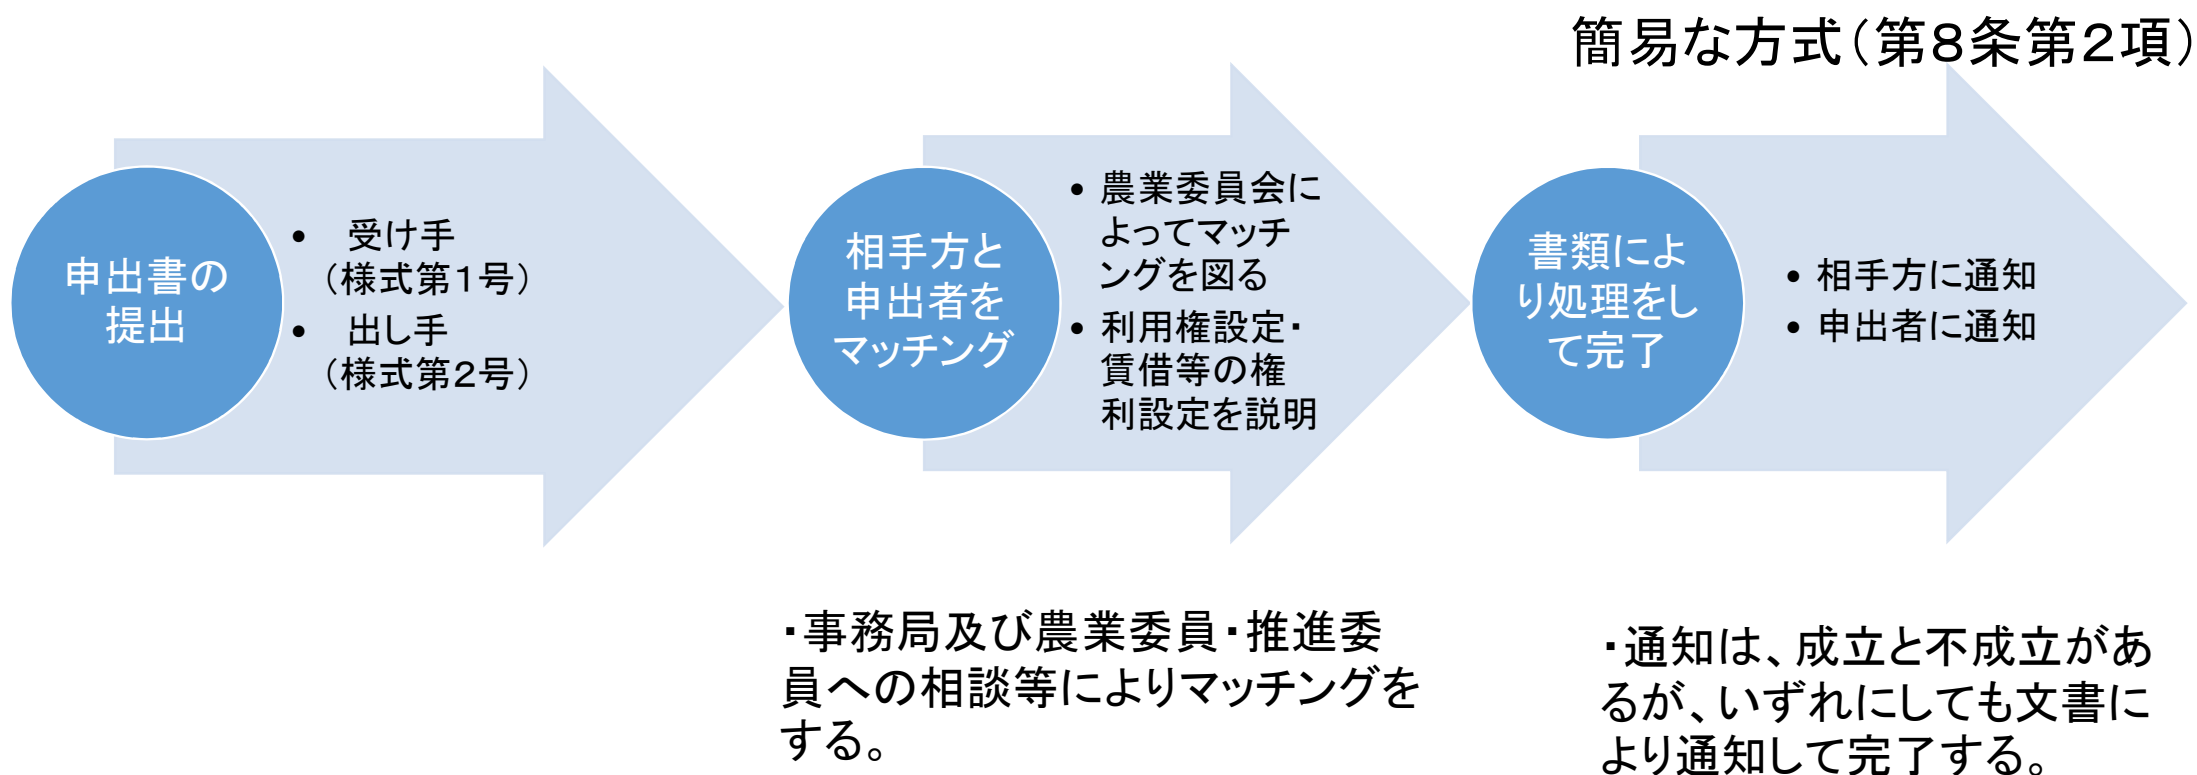 簡易な方式（第８条第２項）
申出書の
提出
• 受け手
（様式第１号）
• 出し手
（様式第２号）
相手方と
申出者を
マッチング
• 農業委員会に
よってマッチ
ングを図る
• 利用権設定・
賃借等の権
利設定を説明
書類によ
り処理をし
て完了
• 相手方に通知
• 申出者に通知
・事務局及び農業委員・推進委
員への相談等によりマッチングを
する。
・通知は、成立と不成立があ
るが、いずれにしても文書に
より通知して完了する。